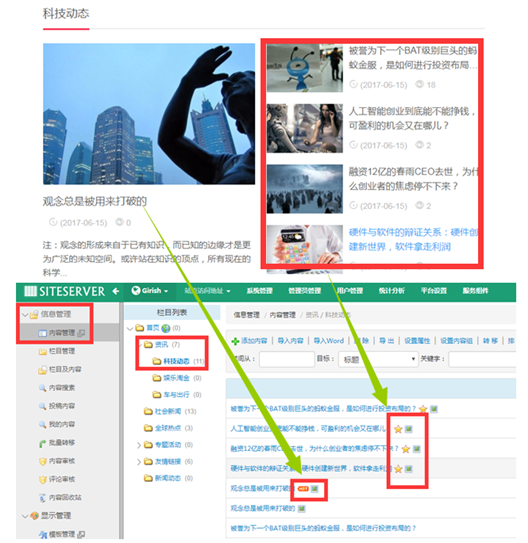 科技动态
被誉为下一个BAT级别巨头的蚂
蚁金服，是如何进行投资布局...
(2017-06-15) 18
人工智能创业到底能不能挣钱，
可盈利的机会又在哪儿？
(2017-06-15) 2
融资12亿的春雨CEO去世，为什
么创业者的焦虑停不下来？
(2017-06-15) 2
硬件与软件的辩证关系：硬件创
建新世界，软件拿走利润
观念总是被用来打破的
(2017-06-15) 0
注：观念的形成来自于已有知识，而已知的边缘才是更
为广泛的未知空间。或许站在知识的顶点，所有现在的
科学...
SITESERVER
Girish
站点访问地址
系统管理
管理员管理
用户管理
统计分析
平台设置
服务组件
信息管理
内容管理
栏目管理
栏目及内容
内容搜索
投稿内容
我的内容
批量转移
内容审核
评论审核
内容回收站
显示管理
模板管理
栏目列表
首页 (0)
资讯 (7)
科技动态 (11)
娱乐淘金 (0)
车与出行 (0)
社会新闻 (13)
全球热点 (3)
专题活动 (0)
友情链接 (6)
新闻动态 (0)
信息管理 / 内容管理 / 资讯 / 科技动态
添加内容 | 导入内容 | 导入Word | 删除 | 导 出 | 设置属性 | 设置内容组 | 转 移 | 排
目标： 标题 关键字：
被誉为下一个BAT级别巨头的蚂蚁金服，是如何进行投资布局的？
人工智能创业到底能不能挣钱，可盈利的机会又在哪儿
融资12亿的春雨CEO去世，为什么创业者的焦虑停不下来？
硬件与软件的辩证关系：硬件创建新世界，软件拿走利润
观念总是被用来打破的 HOT
观念总是被用来打破的
被誉为下一个BAT级别巨头的蚂蚁金服，是如何进行投资布局的？